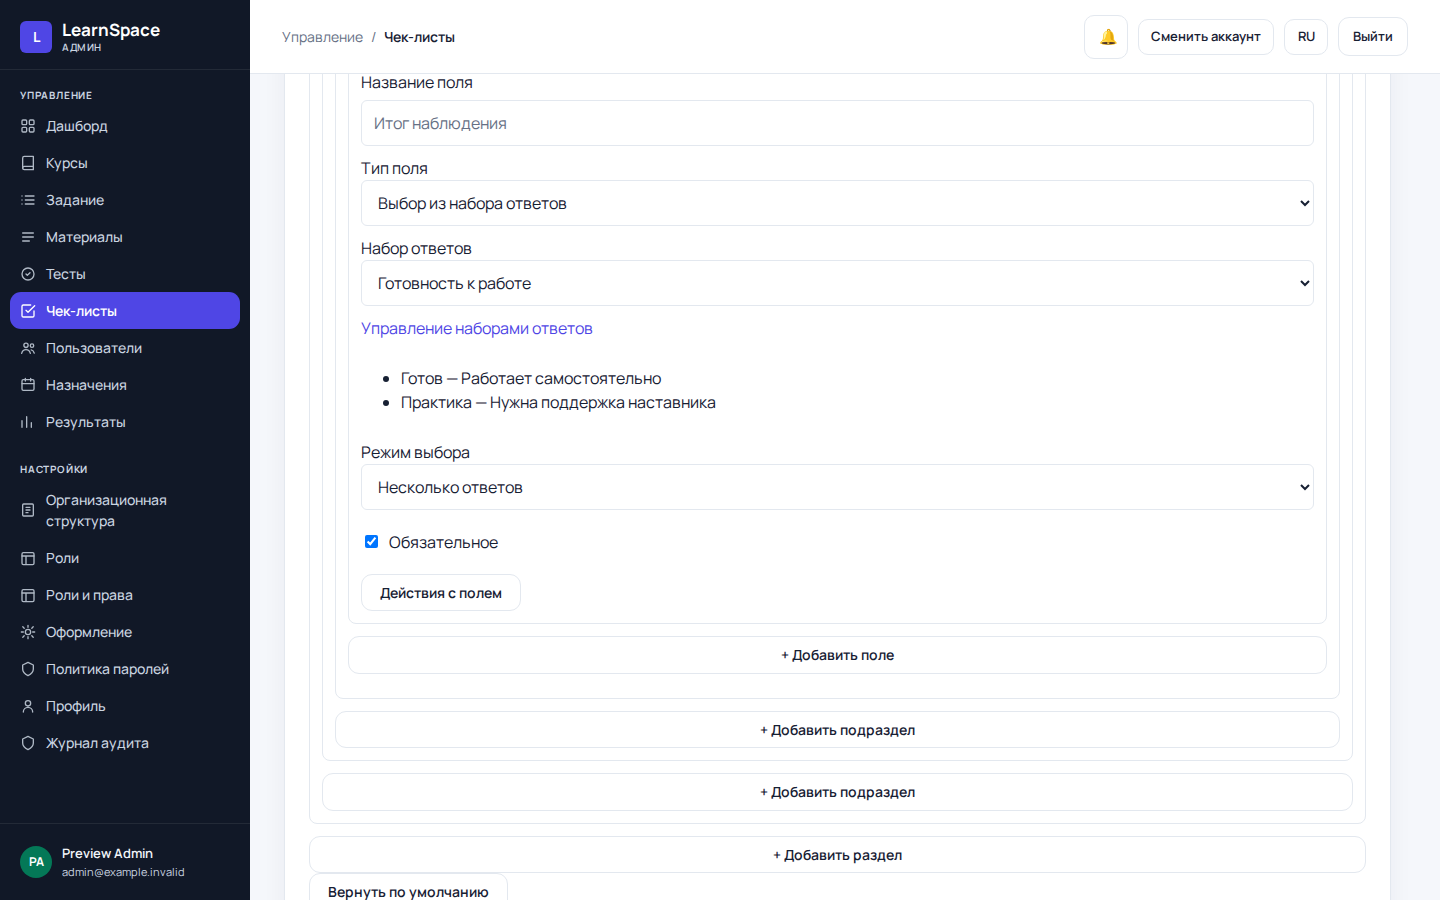 L
LearnSpace
АДМИН
УПРАВЛЕНИЕ
Дашборд
Курсы
Задание
Материалы
Тесты
Чек-листы
Пользователи
Назначения
Результаты
НАСТРОЙКИ
Организационная
структура
Роли
Роли и права
Оформление
Политика паролей
Профиль
Журнал аудита
PA
Preview Admin
admin@example.invalid
Управление / Чек-листы
Сменить аккаунт
RU
Выйти
Название поля
Итог наблюдения
Тип поля
Выбор из набора ответов
Набор ответов
Готовность к работе
Управление наборами ответов
• Готов — Работает самостоятельно
• Практика — Нужна поддержка наставника
Режим выбора
Несколько ответов
Обязательное
Действия с полем
+ Добавить поле
+ Добавить подраздел
+ Добавить подраздел
+ Добавить раздел
Вернуть по умолчанию